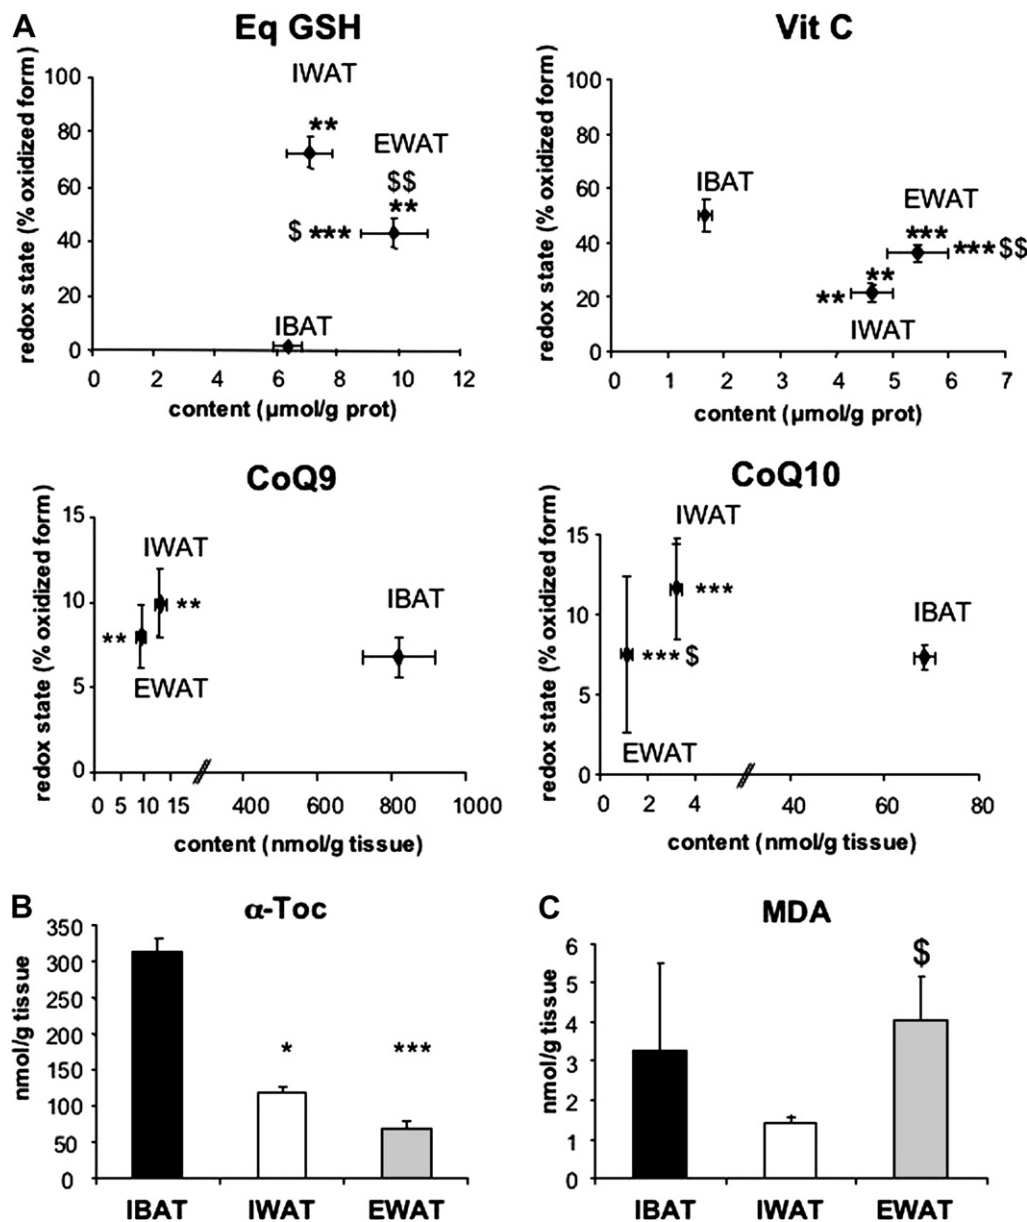 A
Eq GSH
redox state (% oxidized form)
100
80
60
40
20
0
IWAT
**
EWAT
$$
**
$ ***
IBAT
0 2 4 6 8 10 12
content (µmol/g prot)
Vit C
redox state (% oxidized form)
100
80
60
40
20
0
IBAT
EWAT
***
*** $$
**
**
IWAT
0 1 2 3 4 5 6 7
content (µmol/g prot)
CoQ9
redox state (% oxidized form)
15
10
5
0
IWAT
**
**
EWAT
IBAT
0 5 10 15 400 600 800 1000
content (nmol/g tissue)
CoQ10
redox state (% oxidized form)
15
10
5
0
IWAT
***
*** $
EWAT
IBAT
0 2 4 40 60 80
content (nmol/g tissue)
B
α-Toc
nmol/g tissue
350
300
250
200
150
100
50
0
*
***
IBAT IWAT EWAT
C
MDA
nmol/g tissue
6
5
4
3
2
1
0
$
IBAT IWAT EWAT